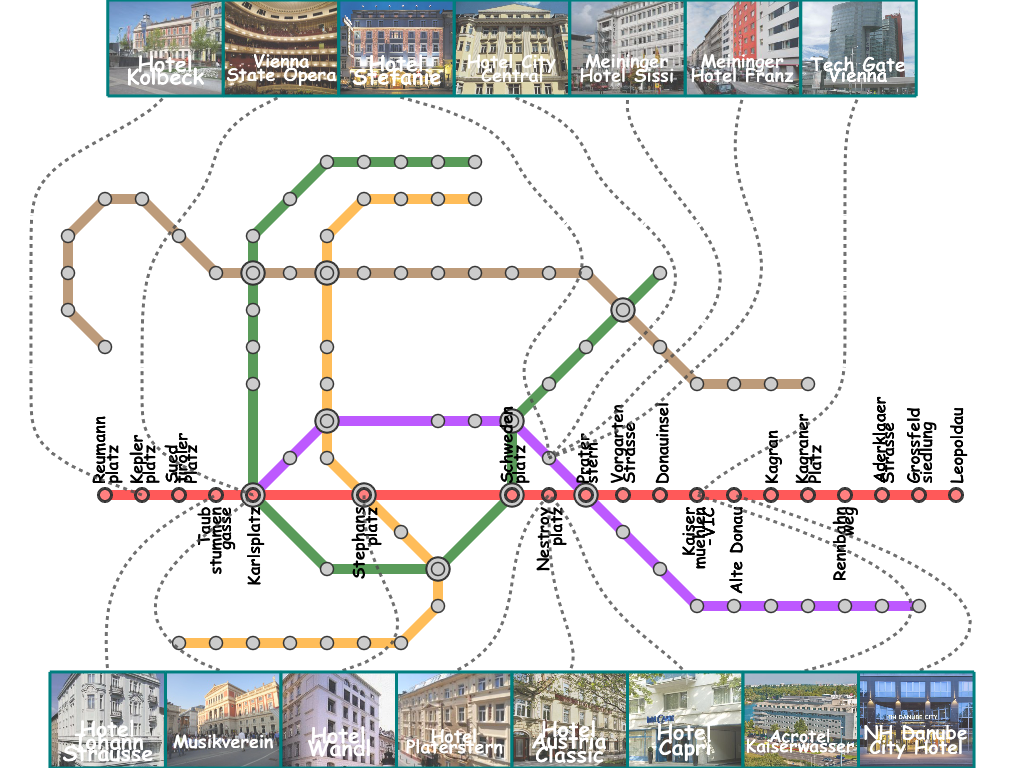 Hotel
Kolbeck
Vienna
State Opera
Hotel
Stefanie
Hotel City
Central
Meininger
Hotel Sissi
Meininger
Hotel Franz
Tech Gate
Vienna
Reumann
platz
Kepler
platz
Sued
tiroler
Platz
Taub
stummen
gasse
Karlsplatz
Stephans
platz
Schweden
platz
Nestroy
platz
Prater
stern
Vorgarten
Strasse
Donauinsel
Kaiser
muehlen
-VIC
Alte Donau
Kagran
Kagraner
Platz
Rennbahn
weg
Aderklaaer
Strasse
Grossfeld
siedlung
Leopoldau
Hotel
Johann
Strausse
Musikverein
Hotel
Wandl
Hotel
Platerstern
Hotel
Austria
Classic
Hotel
Capri
Acrotel
Kaiserwasser
NH Danube
City Hotel
NH DANUBE CITY